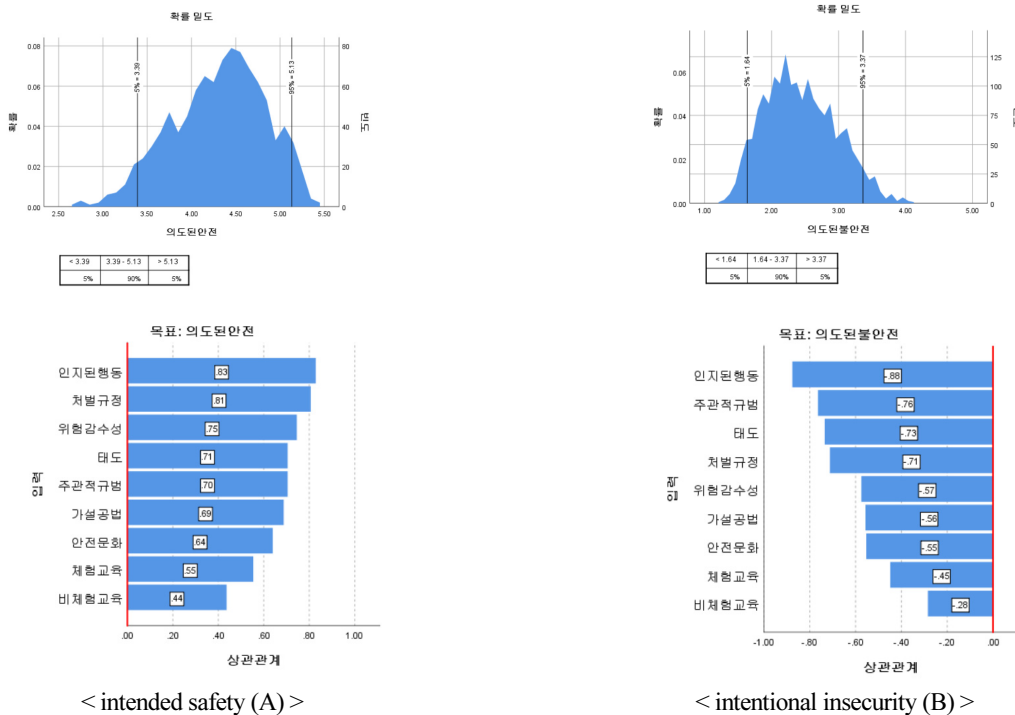 확률 밀도
0.08
0.06
0.04
0.02
0.00
확률
80
60
40
20
0
빈도
5% = 3.39
95% = 5.13
2.50 3.00 3.50 4.00 4.50 5.00 5.50
의도된안전
< 3.39 3.39 - 5.13 > 5.13
5% 90% 5%
목표: 의도된안전
입력
인지된행동 .83
처벌규정 .81
위험감수성 .75
태도 .71
주관적규범 .70
가설공법 .69
안전문화 .64
체험교육 .55
비체험교육 .44
.00 .20 .40 .60 .80 1.00
상관관계
< intended safety (A) >
확률 밀도
0.06
0.04
0.02
0.00
확률
125
100
75
50
25
0
빈도
5% = 1.64
95% = 3.37
1.00 2.00 3.00 4.00 5.00
의도된불안전
< 1.64 1.64 - 3.37 > 3.37
5% 90% 5%
목표: 의도된불안전
입력
인지된행동 -.88
주관적규범 -.76
태도 -.73
처벌규정 -.71
위험감수성 -.57
가설공법 -.56
안전문화 -.55
체험교육 -.45
비체험교육 -.28
-1.00 -.80 -.60 -.40 -.20 .00
상관관계
< intentional insecurity (B) >